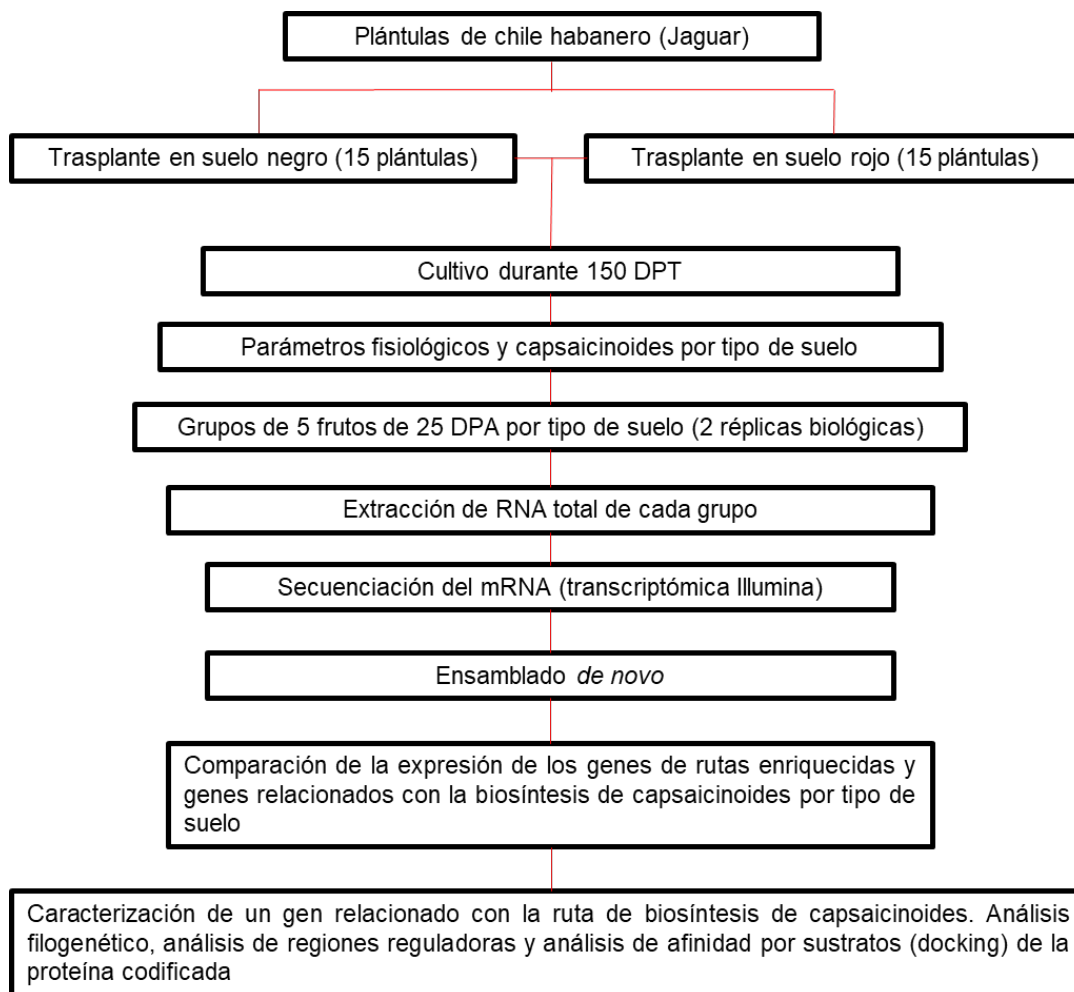 Plántulas de chile habanero (Jaguar)
Trasplante en suelo negro (15 plántulas)
Trasplante en suelo rojo (15 plántulas)
Cultivo durante 150 DPT
Parámetros fisiológicos y capsaicinoides por tipo de suelo
Grupos de 5 frutos de 25 DPA por tipo de suelo (2 réplicas biológicas)
Extracción de RNA total de cada grupo
Secuenciación del mRNA (transcriptómica Illumina)
Ensamblado de novo
Comparación de la expresión de los genes de rutas enriquecidas y
genes relacionados con la biosíntesis de capsaicinoides por tipo de
suelo
Caracterización de un gen relacionado con la ruta de biosíntesis de capsaicinoides. Análisis
filogenético, análisis de regiones reguladoras y análisis de afinidad por sustratos (docking) de la
proteína codificada